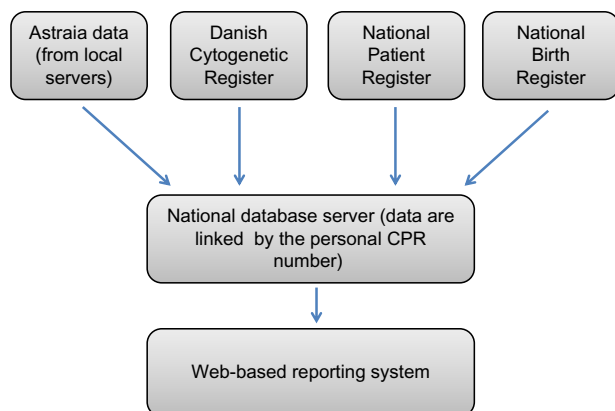 Astraia data
(from local
servers)
Danish
Cytogenetic
Register
National
Patient
Register
National
Birth
Register
National database server (data are
linked by the personal CPR
number)
Web-based reporting system